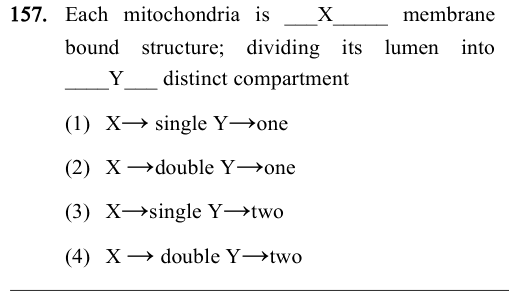 157. Each mitochondria is ___X_____ membrane
bound structure; dividing its lumen into
____Y___ distinct compartment
(1) X⟶ single Y⟶one
(2) X ⟶double Y⟶one
(3) X⟶single Y⟶two
(4) X ⟶ double Y⟶two